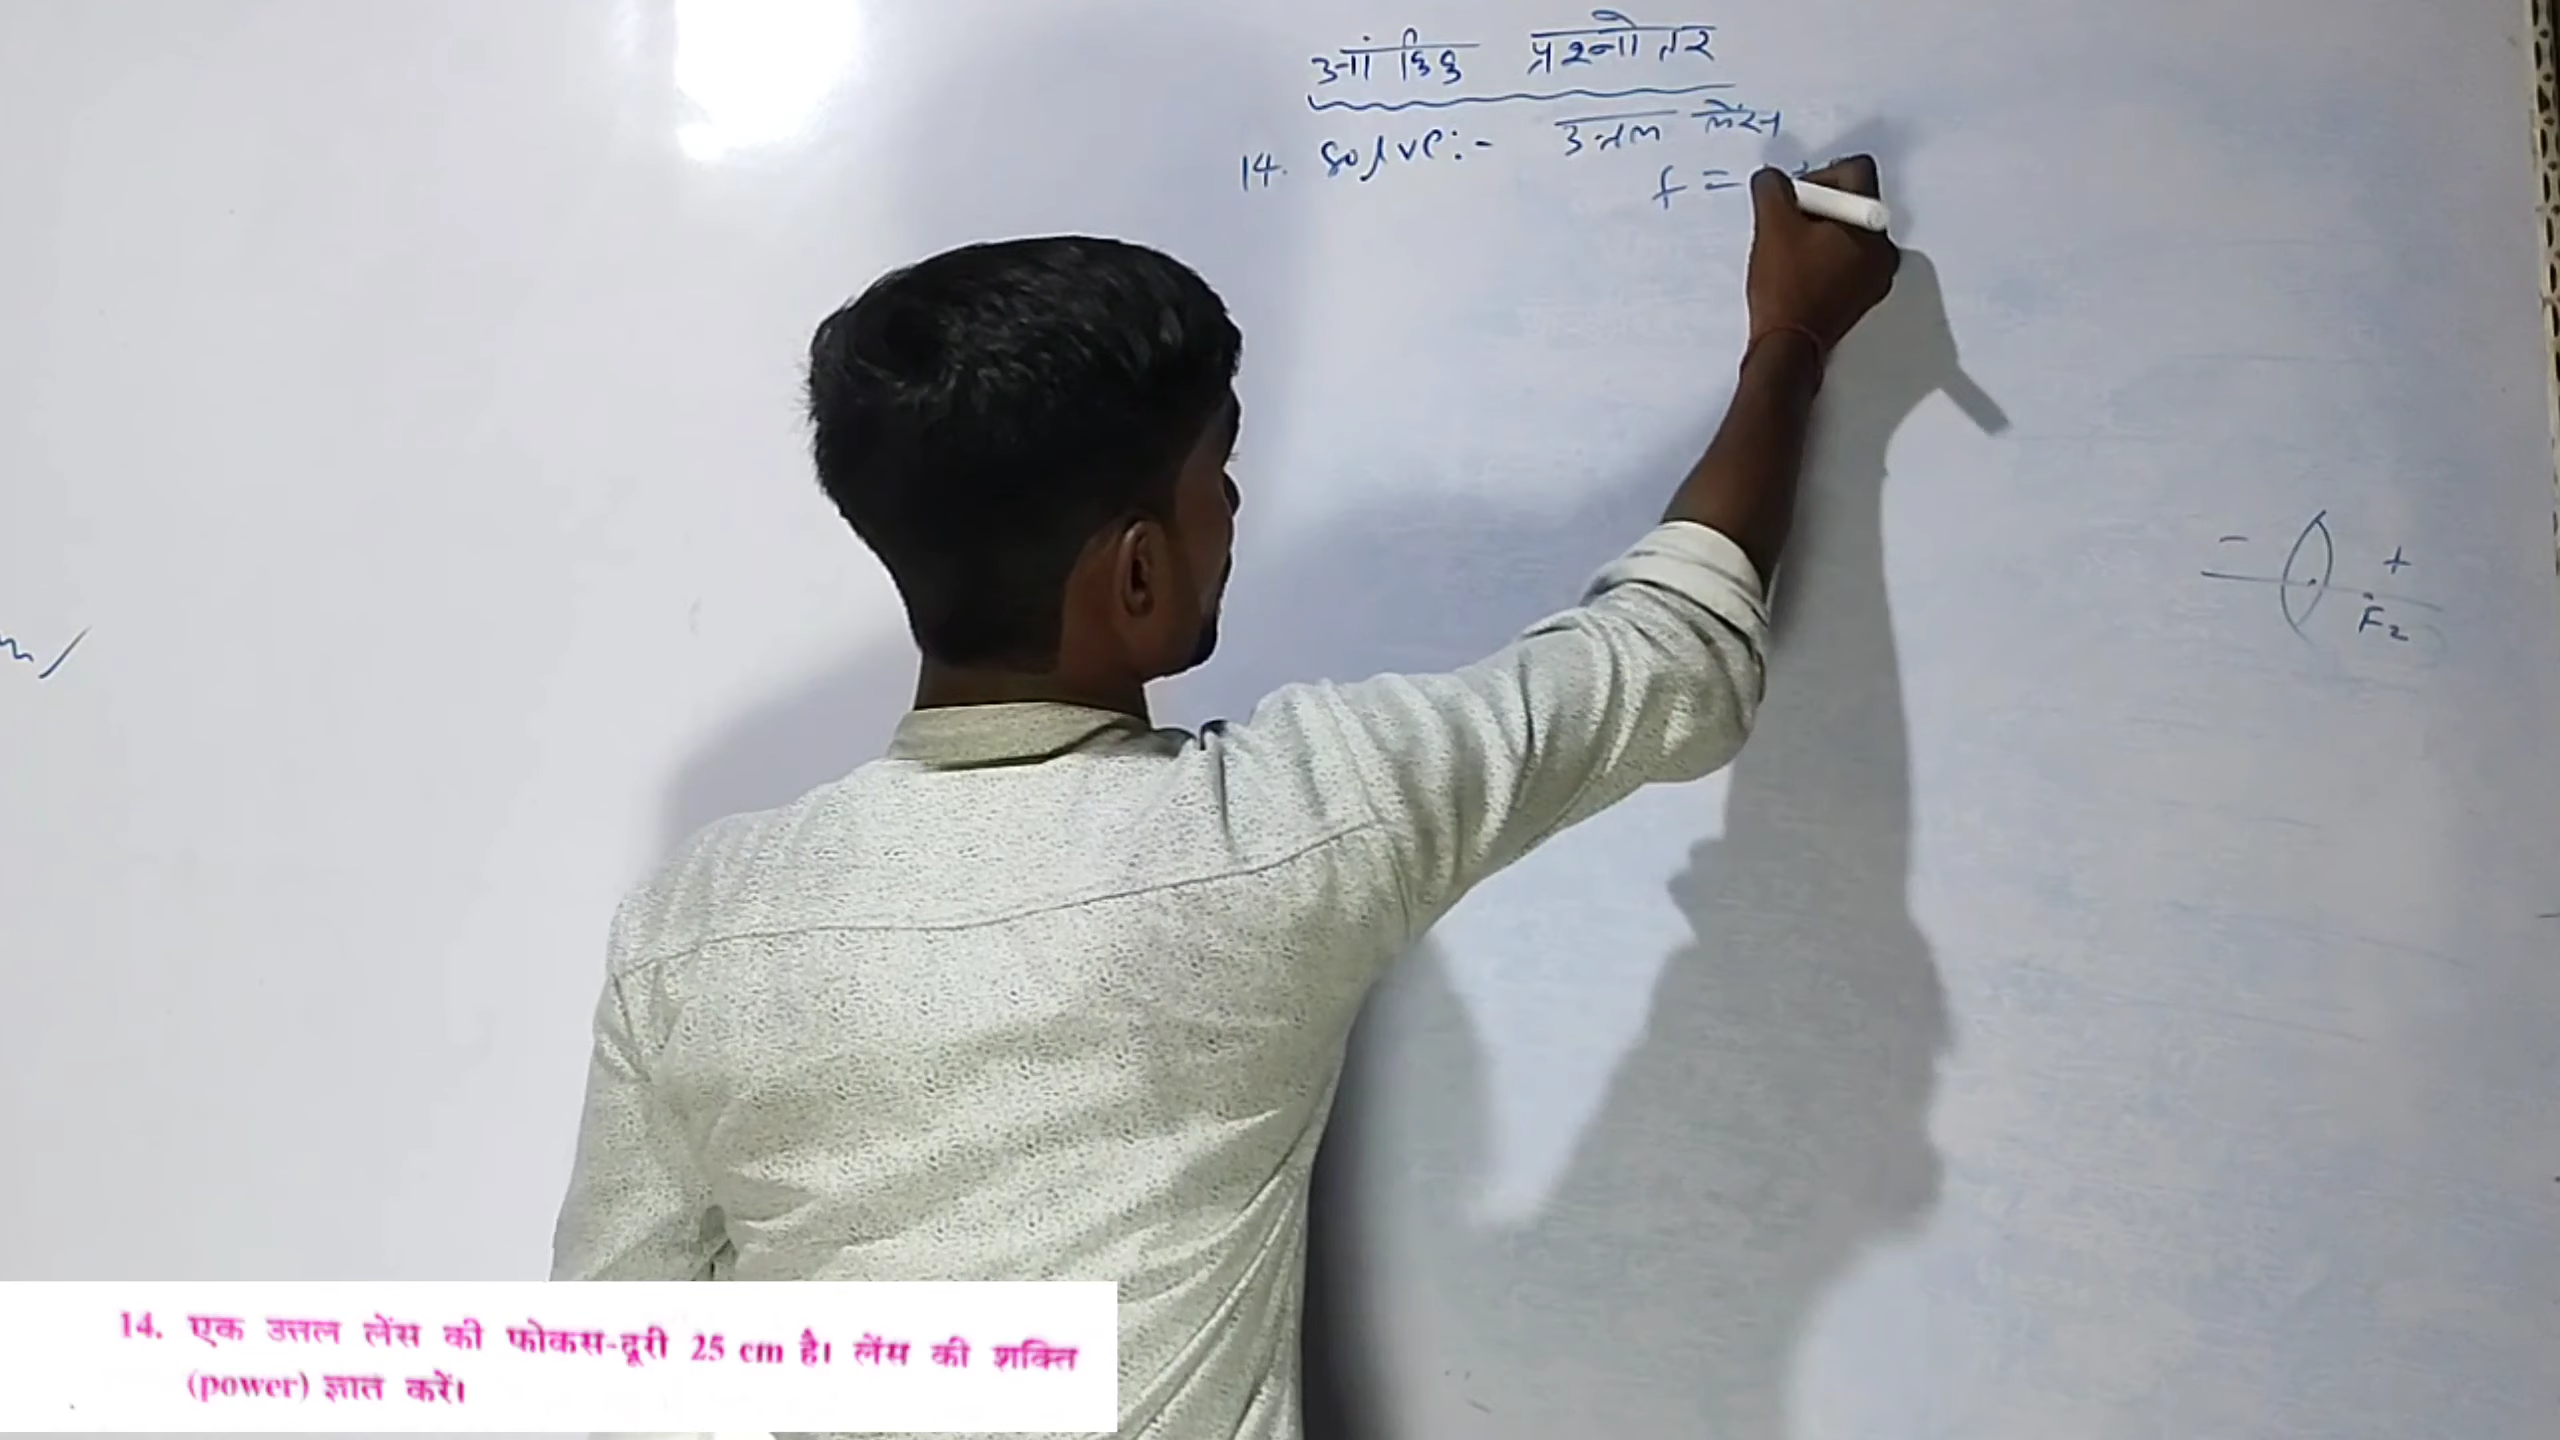 आंकिक प्रश्नोतर
14. Solve:- उत्तल लेंस
f =
- +
F2
14. एक उत्तल लेंस की फोकस-दूरी 25 cm है। लेंस की शक्ति
(power) ज्ञात करें।